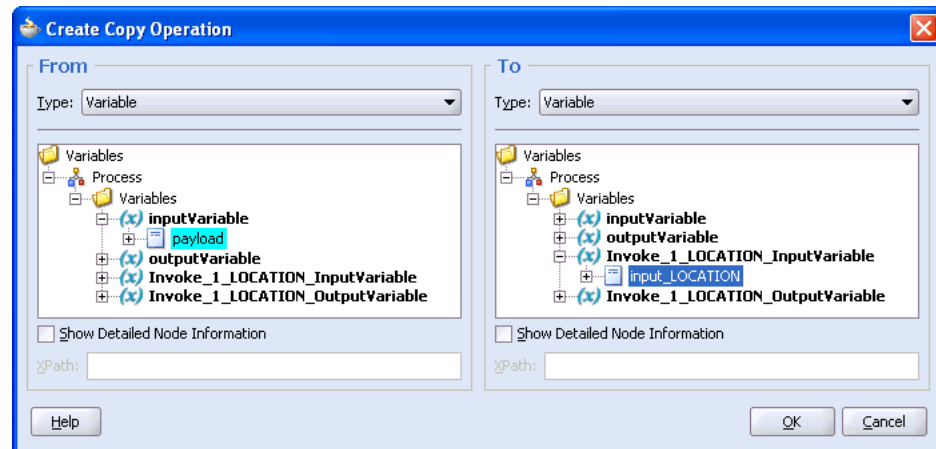 Create Copy Operation
From
Type: Variable
Variables
Process
Variables
(x) inputVariable
payload
(x) outputVariable
(x) Invoke_1_LOCATION_InputVariable
(x) Invoke_1_LOCATION_OutputVariable
Show Detailed Node Information
XPath:
To
Type: Variable
Variables
Process
Variables
(x) inputVariable
(x) outputVariable
(x) Invoke_1_LOCATION_InputVariable
input_LOCATION
(x) Invoke_1_LOCATION_OutputVariable
Show Detailed Node Information
XPath:
Help
OK
Cancel